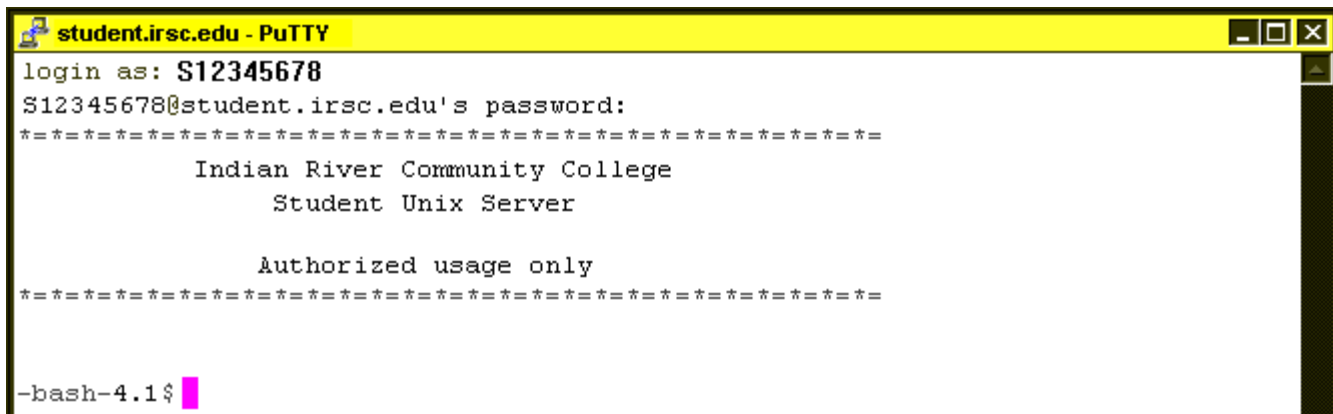 student.irsc.edu - PuTTY
login as: S12345678
S12345678@student.irsc.edu's password:
*=*=*=*=*=*=*=*=*=*=*=*=*=*=*=*=*=*=*=*=*=*=*=*=*=*=*=
Indian River Community College
Student Unix Server
Authorized usage only
*=*=*=*=*=*=*=*=*=*=*=*=*=*=*=*=*=*=*=*=*=*=*=*=*=*=*=
-bash-4.1$